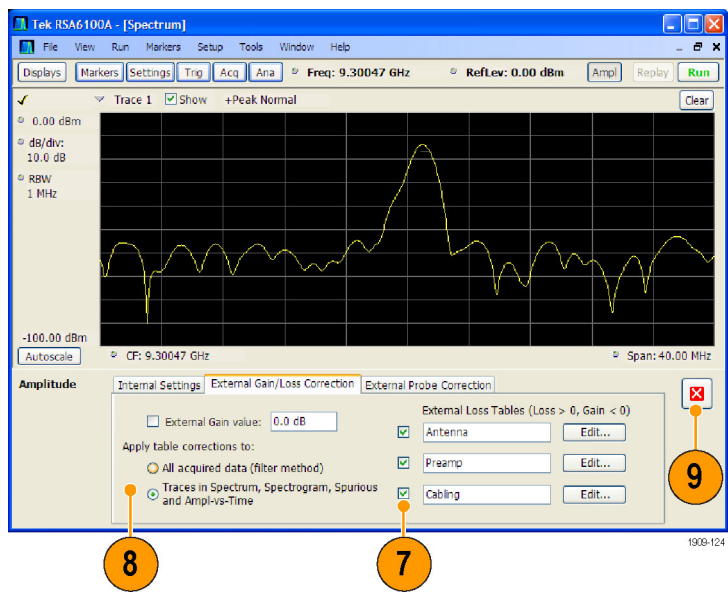 Tek RSA6100A - [Spectrum]
File View Run Markers Setup Tools Window Help
Displays Markers Settings Trig Acq Ana Freq: 9.30047 GHz RefLev: 0.00 dBm Ampl Replay Run
Trace 1 Show +Peak Normal Clear
0.00 dBm
dB/div:
10.0 dB
RBW
1 MHz
-100.00 dBm
Autoscale CF: 9.30047 GHz Span: 40.00 MHz
Amplitude Internal Settings External Gain/Loss Correction External Probe Correction
External Loss Tables (Loss > 0, Gain < 0)
External Gain value: 0.0 dB
Antenna Edit...
Apply table corrections to:
All acquired data (filter method)
Preamp Edit...
Traces in Spectrum, Spectrogram, Spurious
and Ampl-vs-Time
Cabling Edit...
9
8
7
1909-124